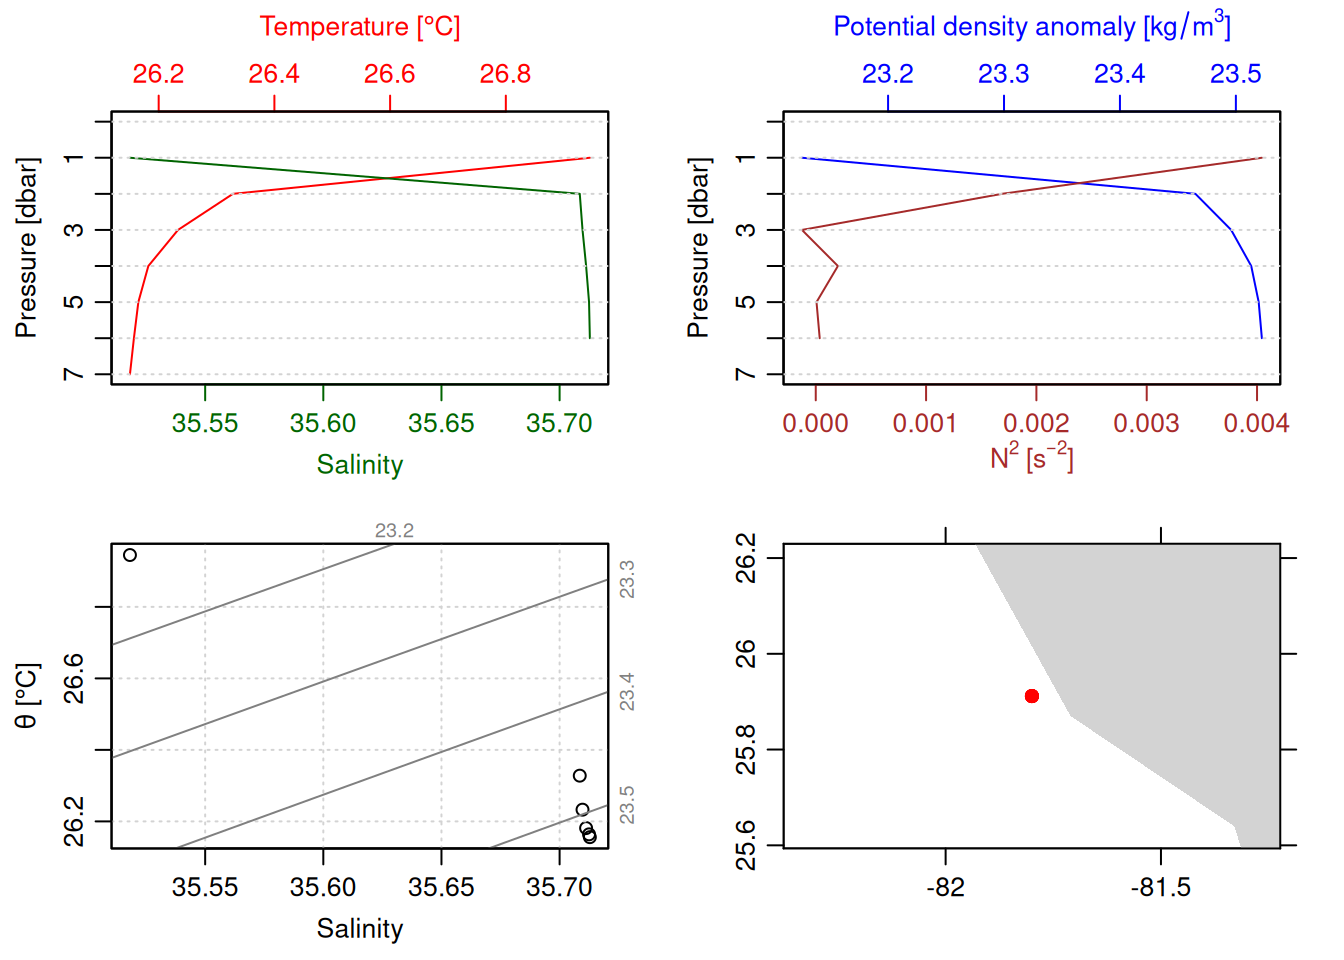 Temperature [°C]
26.2 26.4 26.6 26.8
Pressure [dbar]
1
3
5
7
35.55 35.60 35.65 35.70
Salinity
Potential density anomaly [kg/m³]
23.2 23.3 23.4 23.5
Pressure [dbar]
1
3
5
7
0.000 0.001 0.002 0.003 0.004
N² [s⁻²]
23.2
23.3
23.4
23.5
θ [°C]
26.6
26.2
35.55 35.60 35.65 35.70
Salinity
26.2
26
25.8
25.6
-82 -81.5